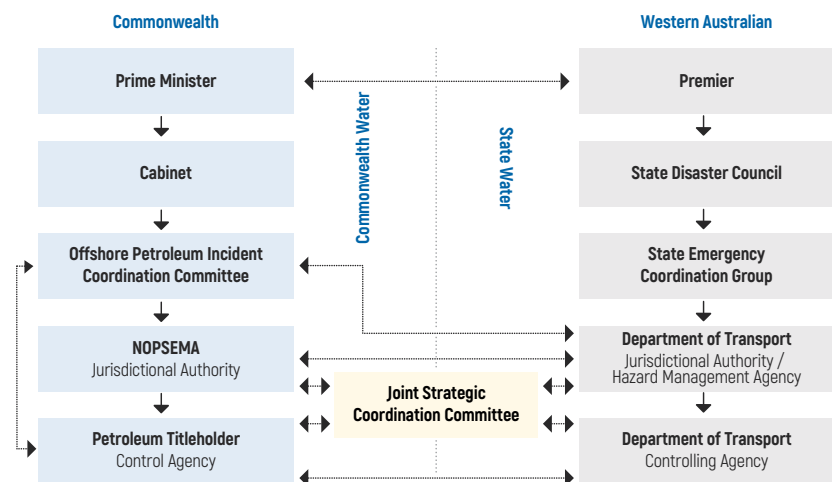 Commonwealth
Western Australian
Prime Minister
Premier
Commonwealth Water
State Water
Cabinet
State Disaster Council
Offshore Petroleum Incident
Coordination Committee
State Emergency
Coordination Group
NOPSEMA
Jurisdictional Authority
Department of Transport
Jurisdictional Authority /
Hazard Management Agency
Joint Strategic
Coordination Committee
Petroleum Titleholder
Control Agency
Department of Transport
Controlling Agency